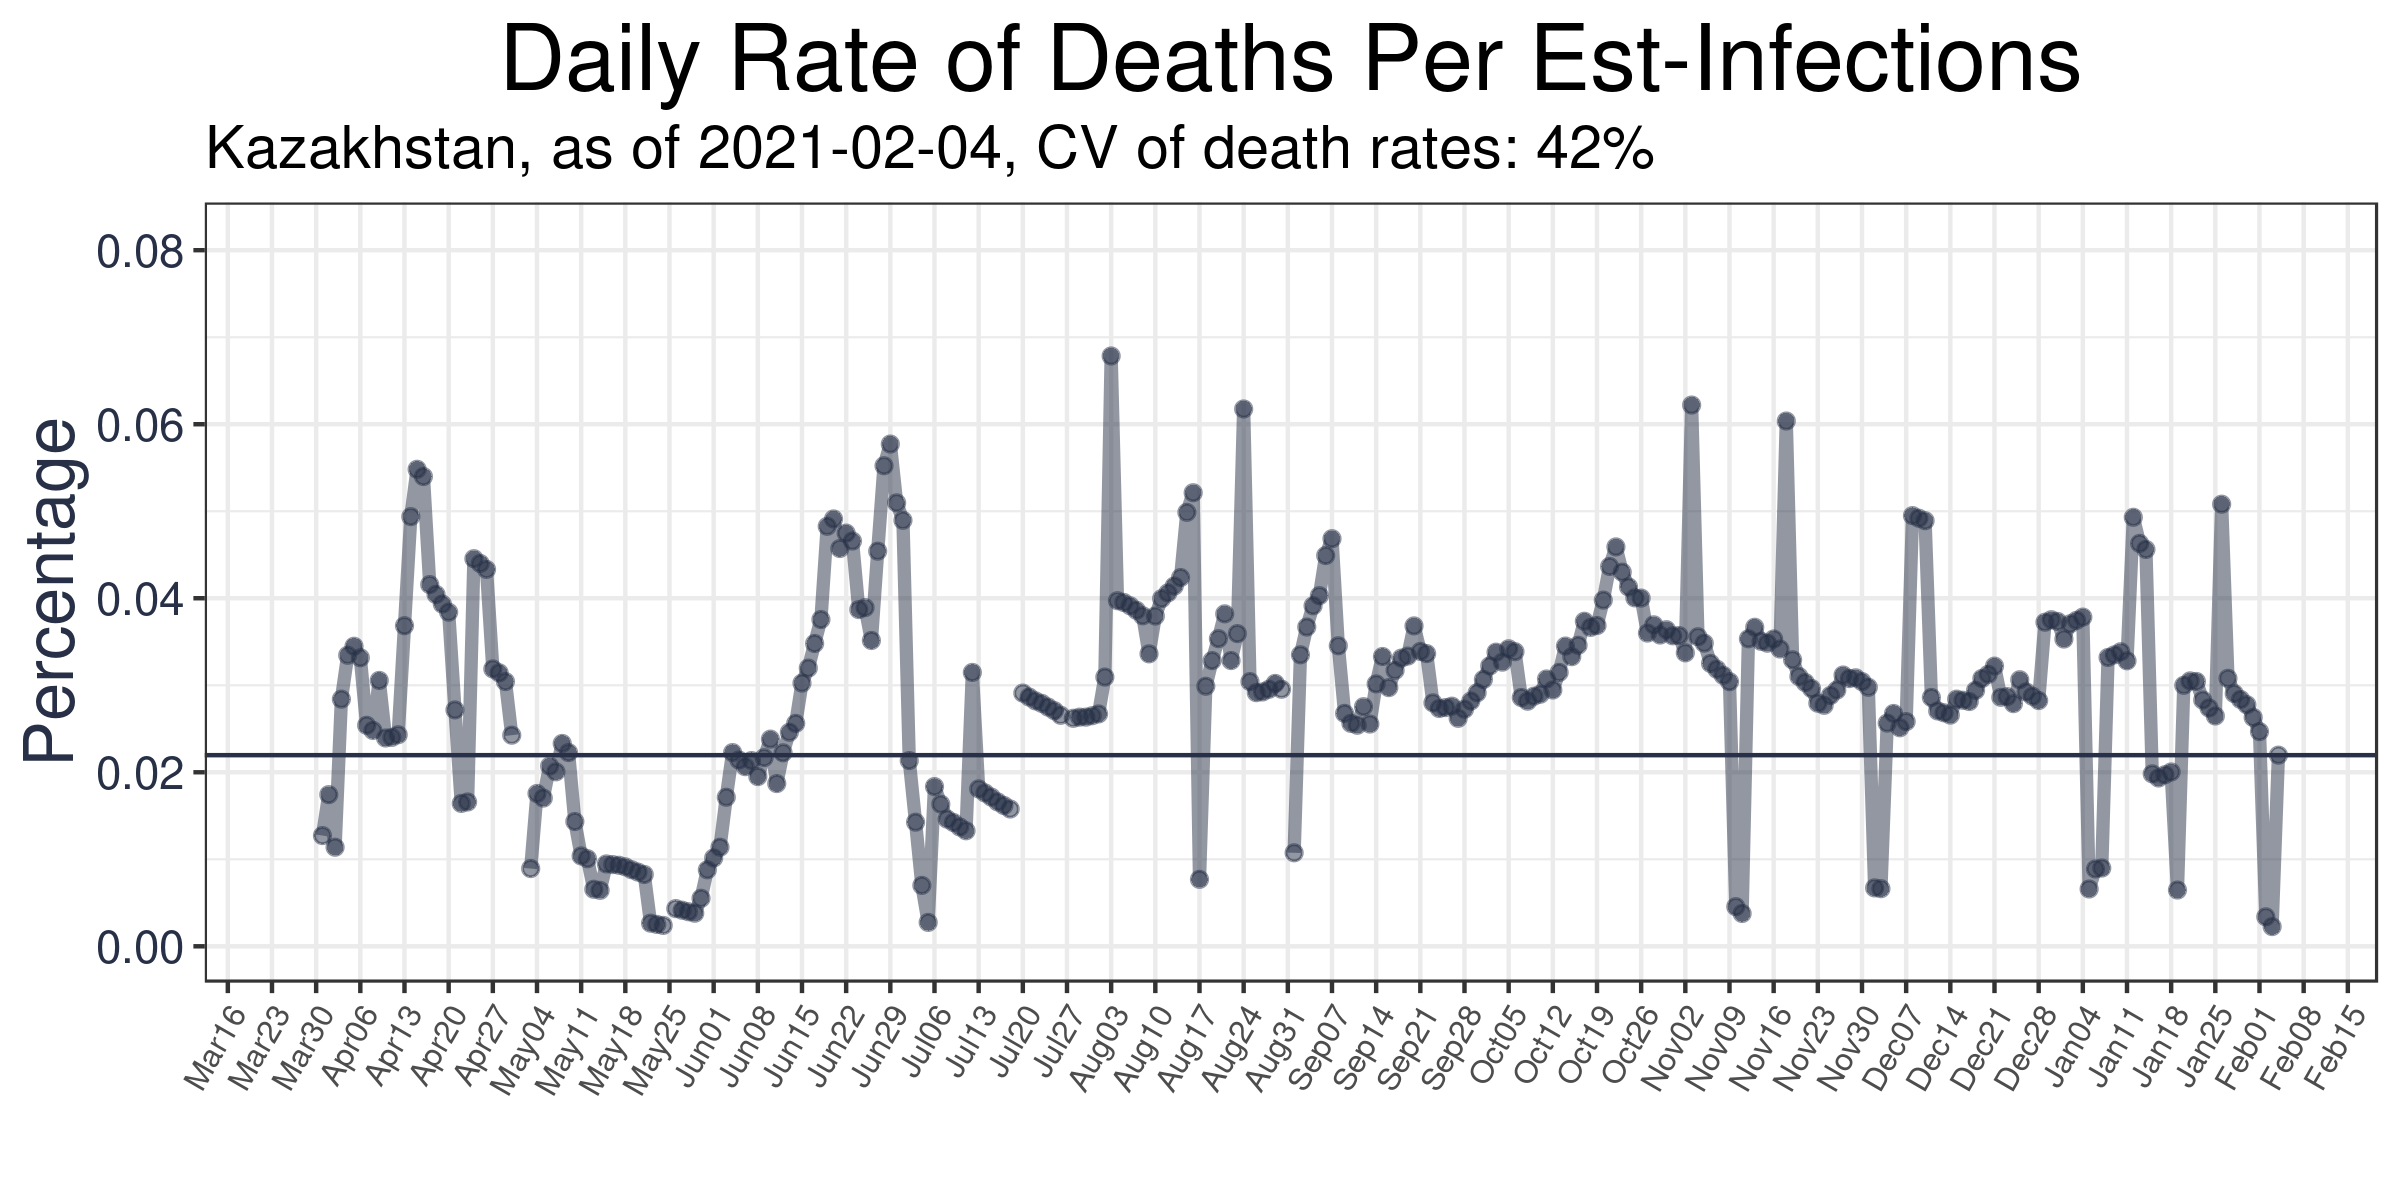 Daily Rate of Deaths Per Est-Infections
Kazakhstan, as of 2021-02-04, CV of death rates: 42%
Percentage
0.08
0.06
0.04
0.02
0.00
Mar16
Mar23
Mar30
Apr06
Apr13
Apr20
Apr27
May04
May11
May18
May25
Jun01
Jun08
Jun15
Jun22
Jun29
Jul06
Jul13
Jul20
Jul27
Aug03
Aug10
Aug17
Aug24
Aug31
Sep07
Sep14
Sep21
Sep28
Oct05
Oct12
Oct19
Oct26
Nov02
Nov09
Nov16
Nov23
Nov30
Dec07
Dec14
Dec21
Dec28
Jan04
Jan11
Jan18
Jan25
Feb01
Feb08
Feb15